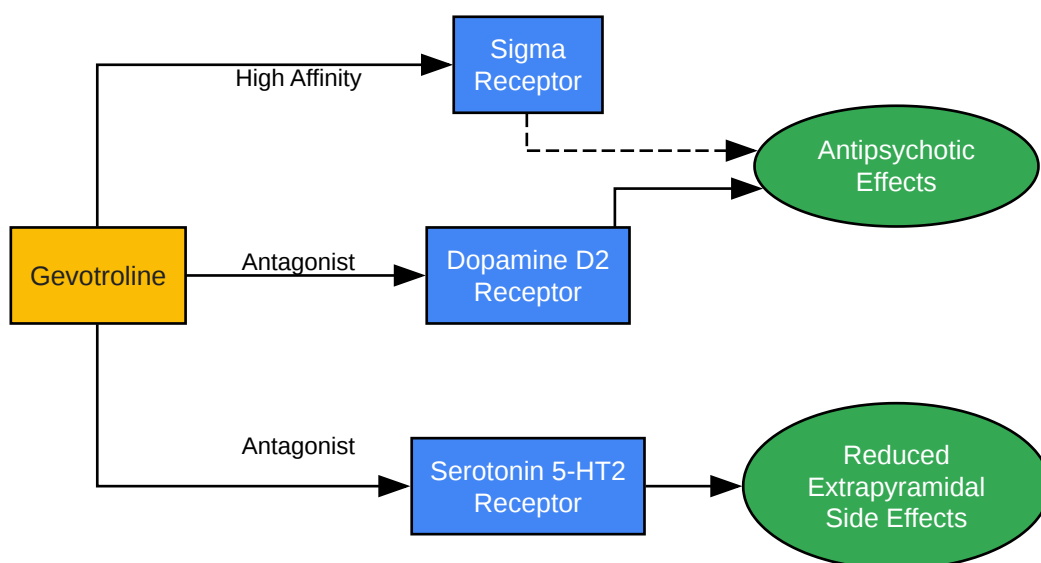 Sigma
Receptor
High Affinity
Antipsychotic
Effects
Gevotroline
Antagonist
Dopamine D2
Receptor
Antagonist
Serotonin 5-HT2
Receptor
Reduced
Extrapyramidal
Side Effects